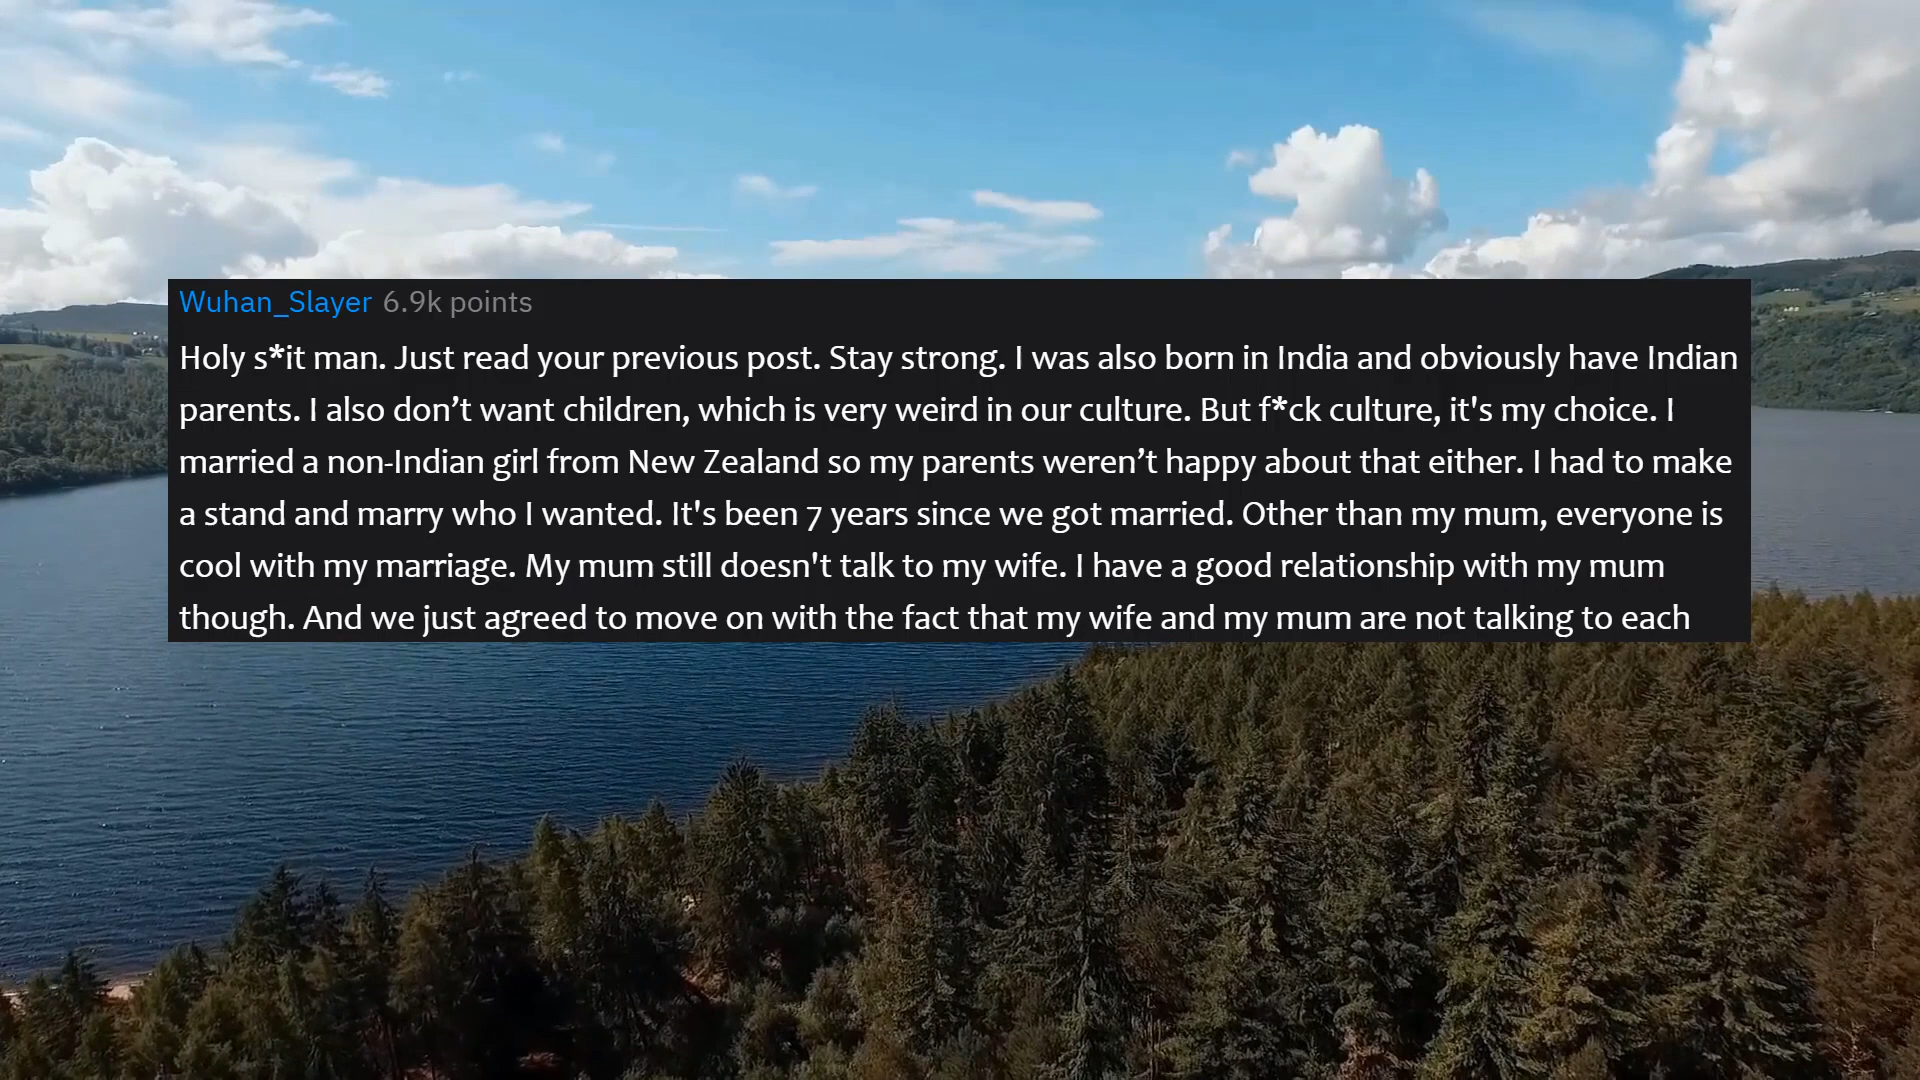 Wuhan_Slayer 6.9k points
Holy s*it man. Just read your previous post. Stay strong. I was also born in India and obviously have Indian
parents. I also don’t want children, which is very weird in our culture. But f*ck culture, it's my choice. I
married a non-Indian girl from New Zealand so my parents weren’t happy about that either. I had to make
a stand and marry who I wanted. It's been 7 years since we got married. Other than my mum, everyone is
cool with my marriage. My mum still doesn't talk to my wife. I have a good relationship with my mum
though. And we just agreed to move on with the fact that my wife and my mum are not talking to each